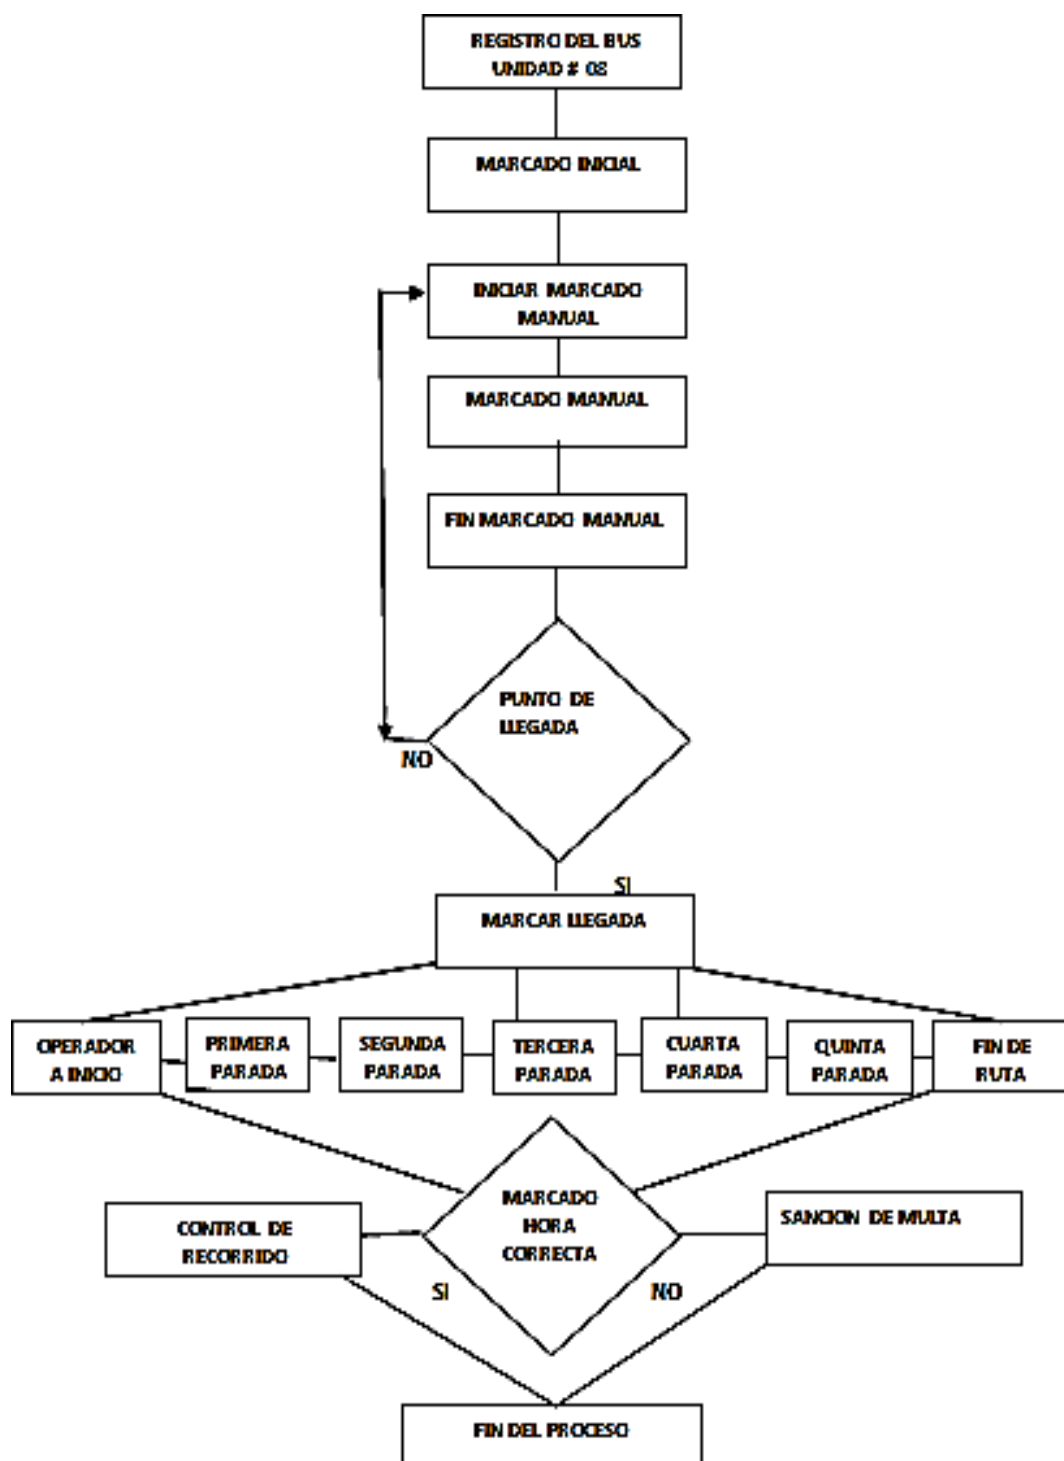 REGISTRO DEL BUS
UNIDAD # 08
MARCADO INICIAL
INICIAR MARCADO
MANUAL
MARCADO MANUAL
FIN MARCADO MANUAL
PUNTO DE
LLEGADA
NO
SI
MARCAR LLEGADA
OPERADOR
A INICIO
PRIMERA
PARADA
SEGUNDA
PARADA
TERCERA
PARADA
CUARTA
PARADA
QUINTA
PARADA
FIN DE
RUTA
MARCADO
HORA
CORRECTA
CONTROL DE
RECORRIDO
SANCION DE MULTA
SI
NO
FIN DEL PROCESO